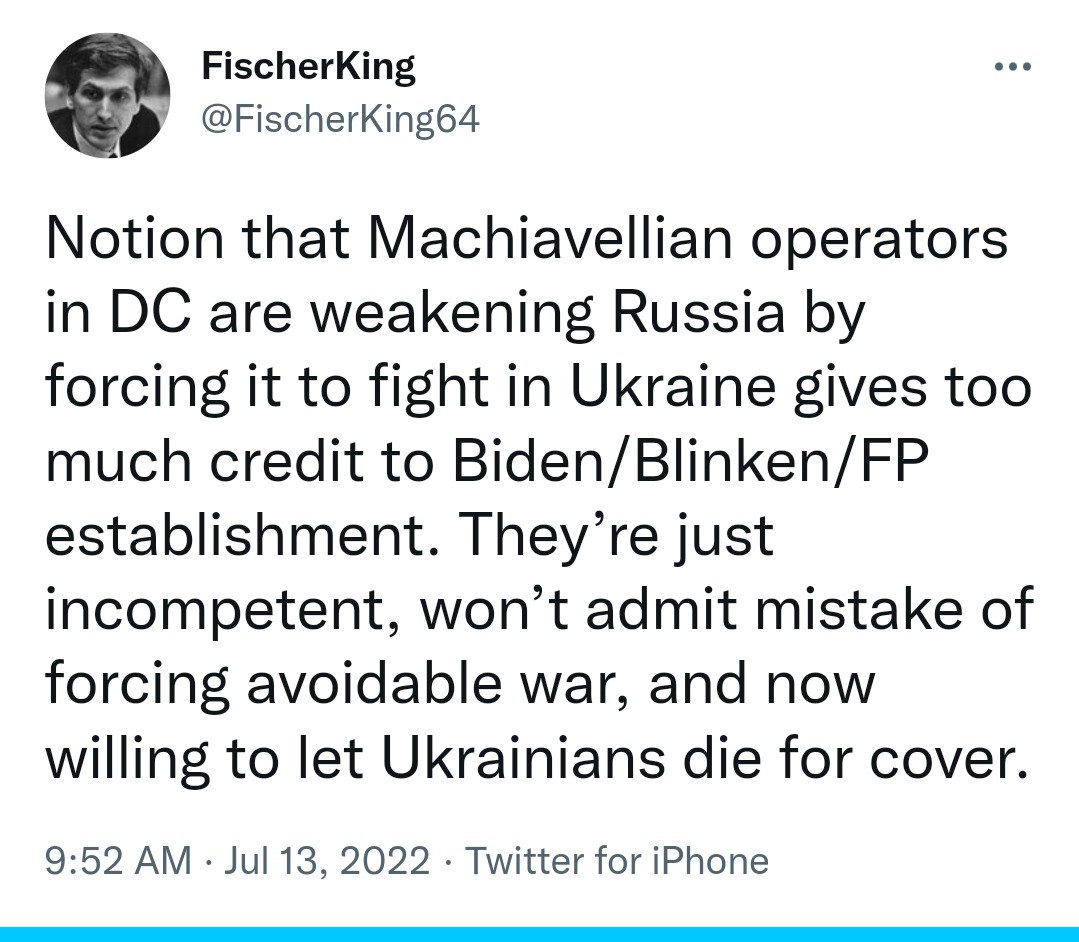 FischerKing
@FischerKing64
Notion that Machiavellian operators
in DC are weakening Russia by
forcing it to fight in Ukraine gives too
much credit to Biden/Blinken/FP
establishment. They’re just
incompetent, won’t admit mistake of
forcing avoidable war, and now
willing to let Ukrainians die for cover.
9:52 AM · Jul 13, 2022 · Twitter for iPhone